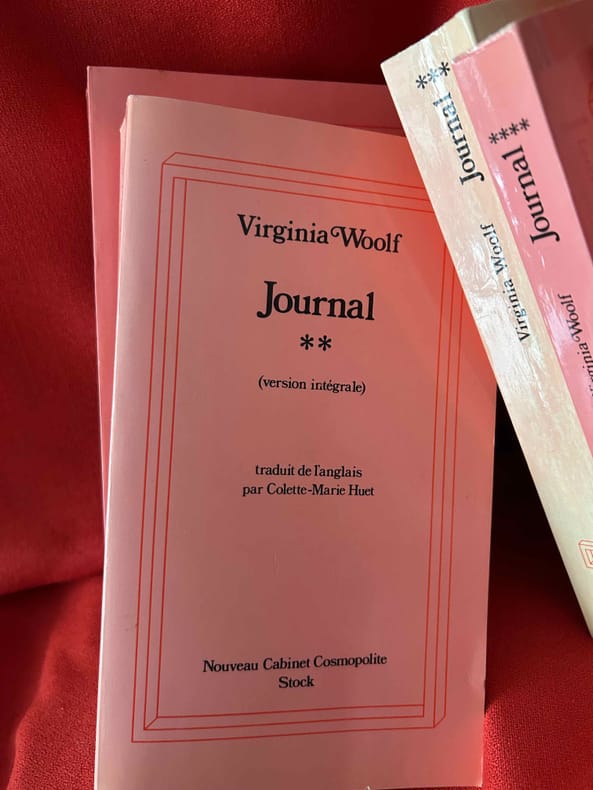 Virginia Woolf
Journal
**
(version intégrale)
traduit de l'anglais
par Colette-Marie Huet
Nouveau Cabinet Cosmopolite
Stock
Virginia Woolf Journal ***
Woolf Journal ****